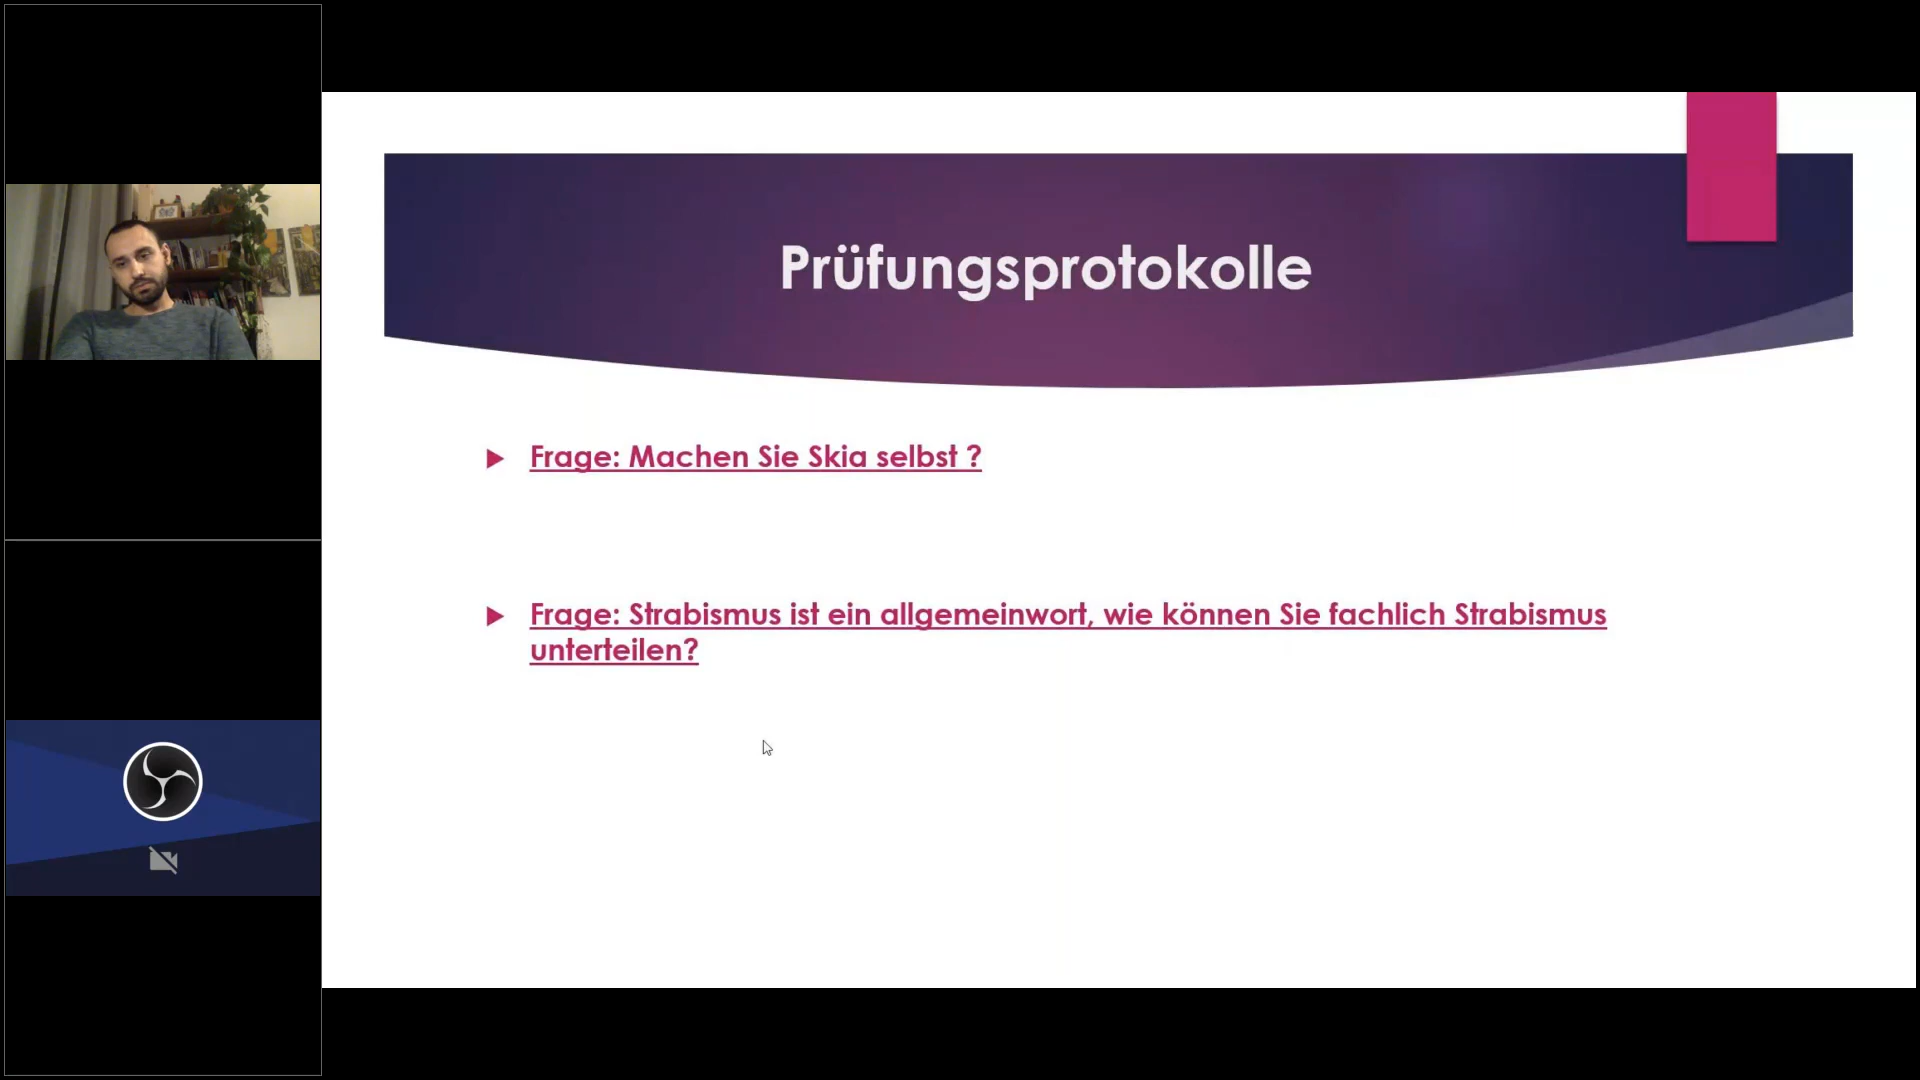 Prüfungsprotokolle
Frage: Machen Sie Skia selbst ?
Frage: Strabismus ist ein allgemeinwort, wie können Sie fachlich Strabismus
unterteilen?